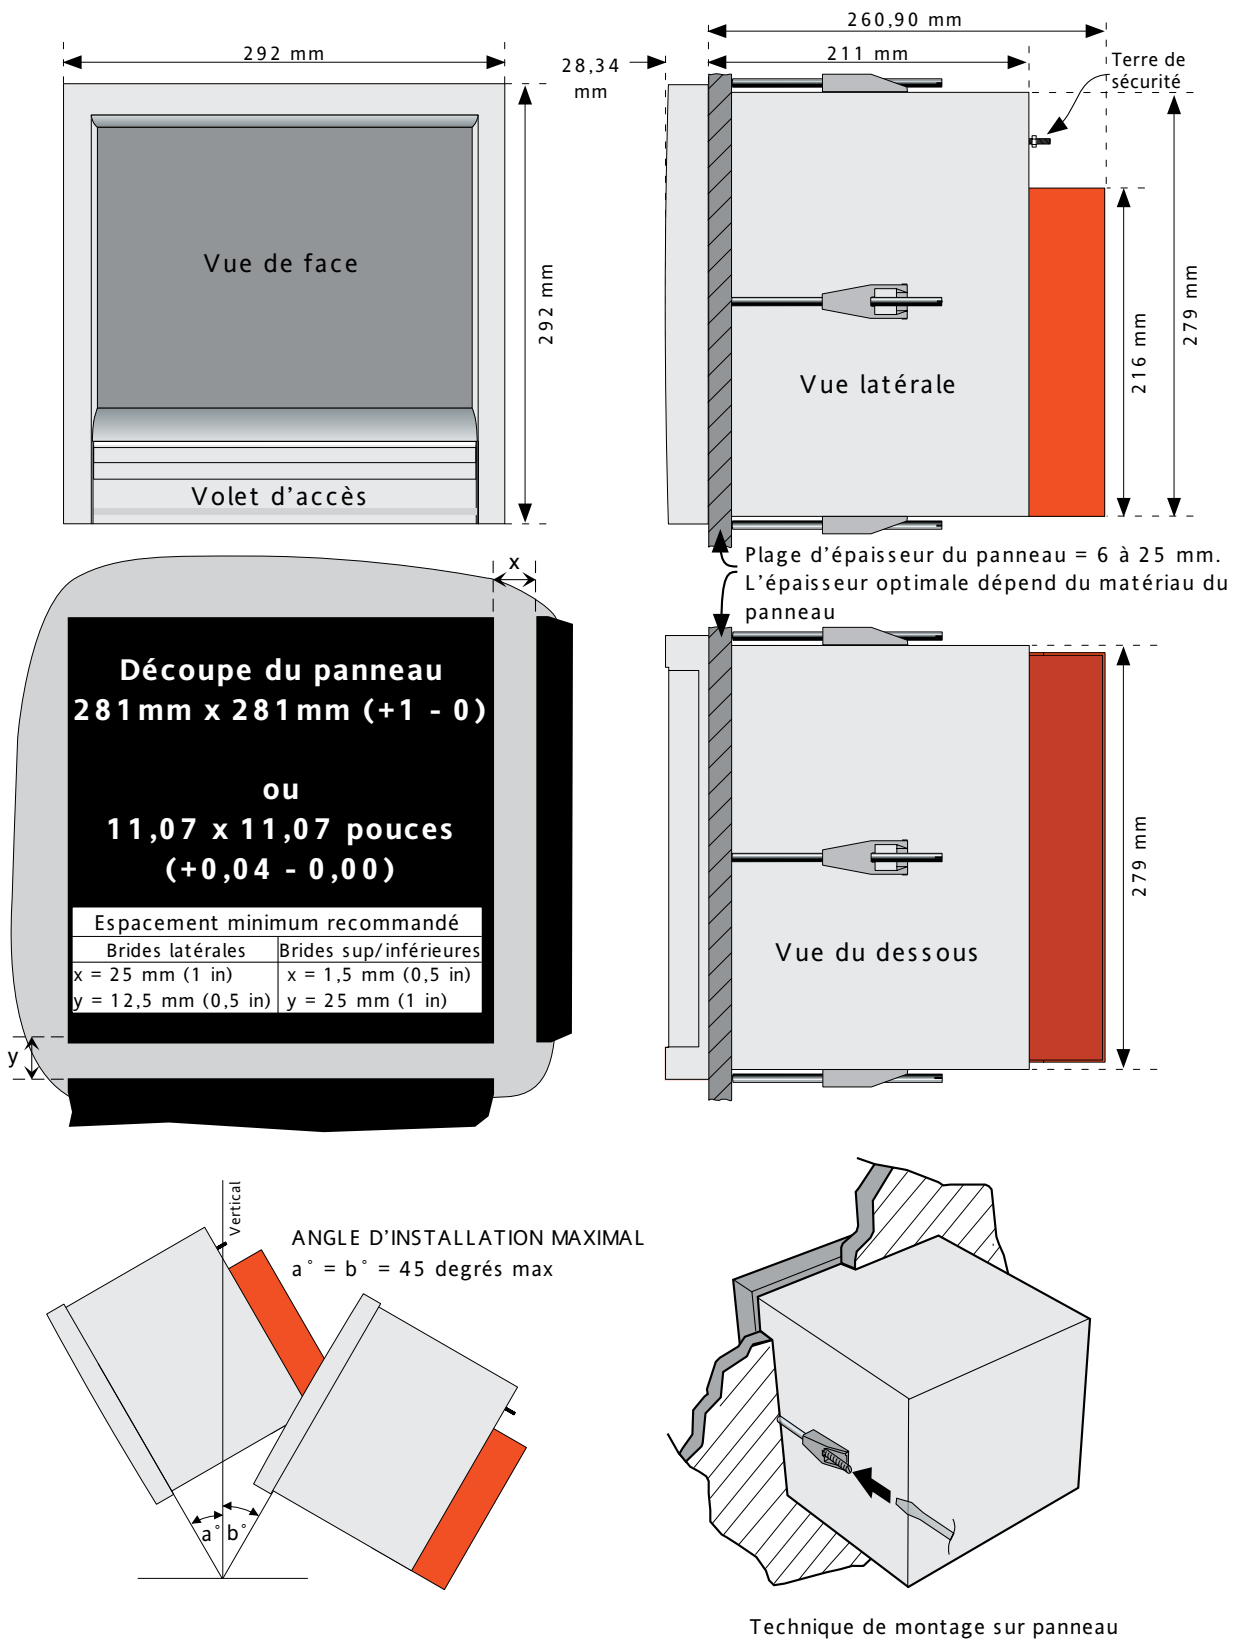 260,90 mm
292 mm
28,34
mm
211 mm
Terre de
sécurité
Vue de face
292 mm
Vue latérale
216 mm
279 mm
Volet d'accès
Plage d'épaisseur du panneau = 6 à 25 mm.
L'épaisseur optimale dépend du matériau du
panneau
x
Découpe du panneau
281mm x 281mm (+1 - 0)
ou
11,07 x 11,07 pouces
(+0,04 - 0,00)
Espacement minimum recommandé
Brides latérales
Brides sup/inférieures
x = 25 mm (1 in)
x = 1,5 mm (0,5 in)
y = 12,5 mm (0,5 in)
y = 25 mm (1 in)
y
279 mm
Vue du dessous
Vertical
ANGLE D'INSTALLATION MAXIMAL
a° = b° = 45 degrés max
a° b°
Technique de montage sur panneau